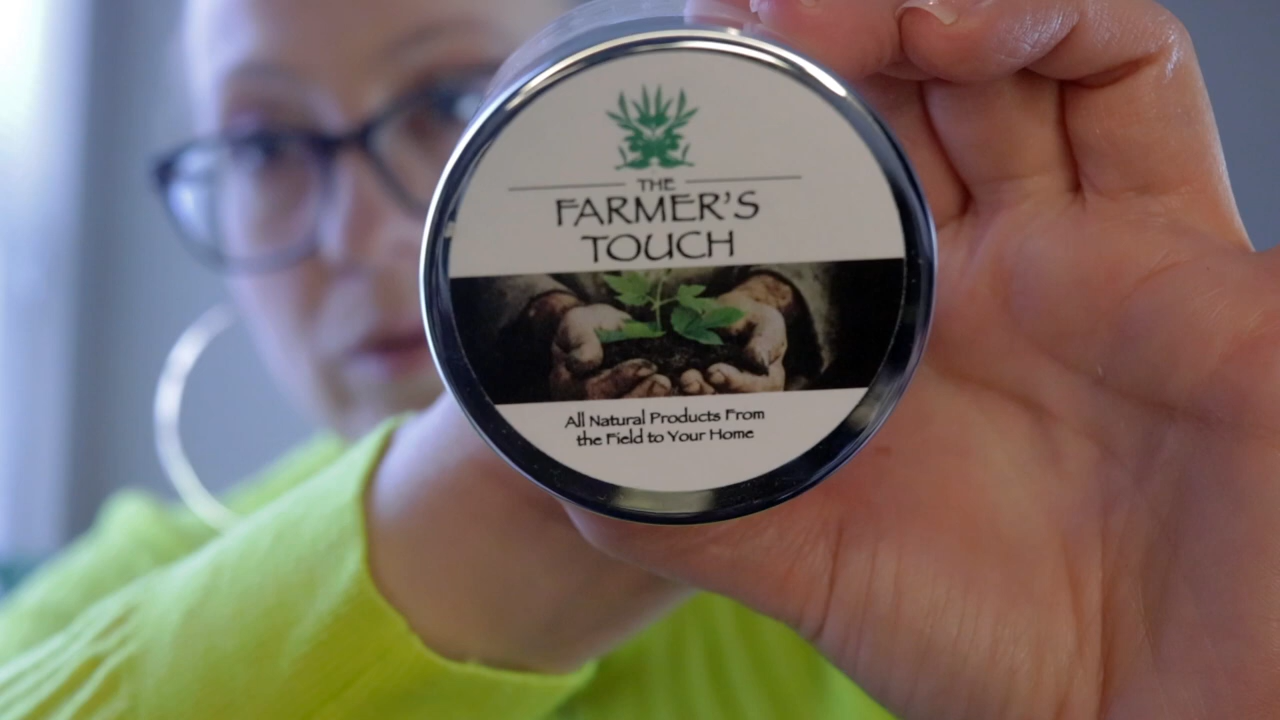 THE
FARMER'S
TOUCH
All Natural Products From
the Field to Your Home